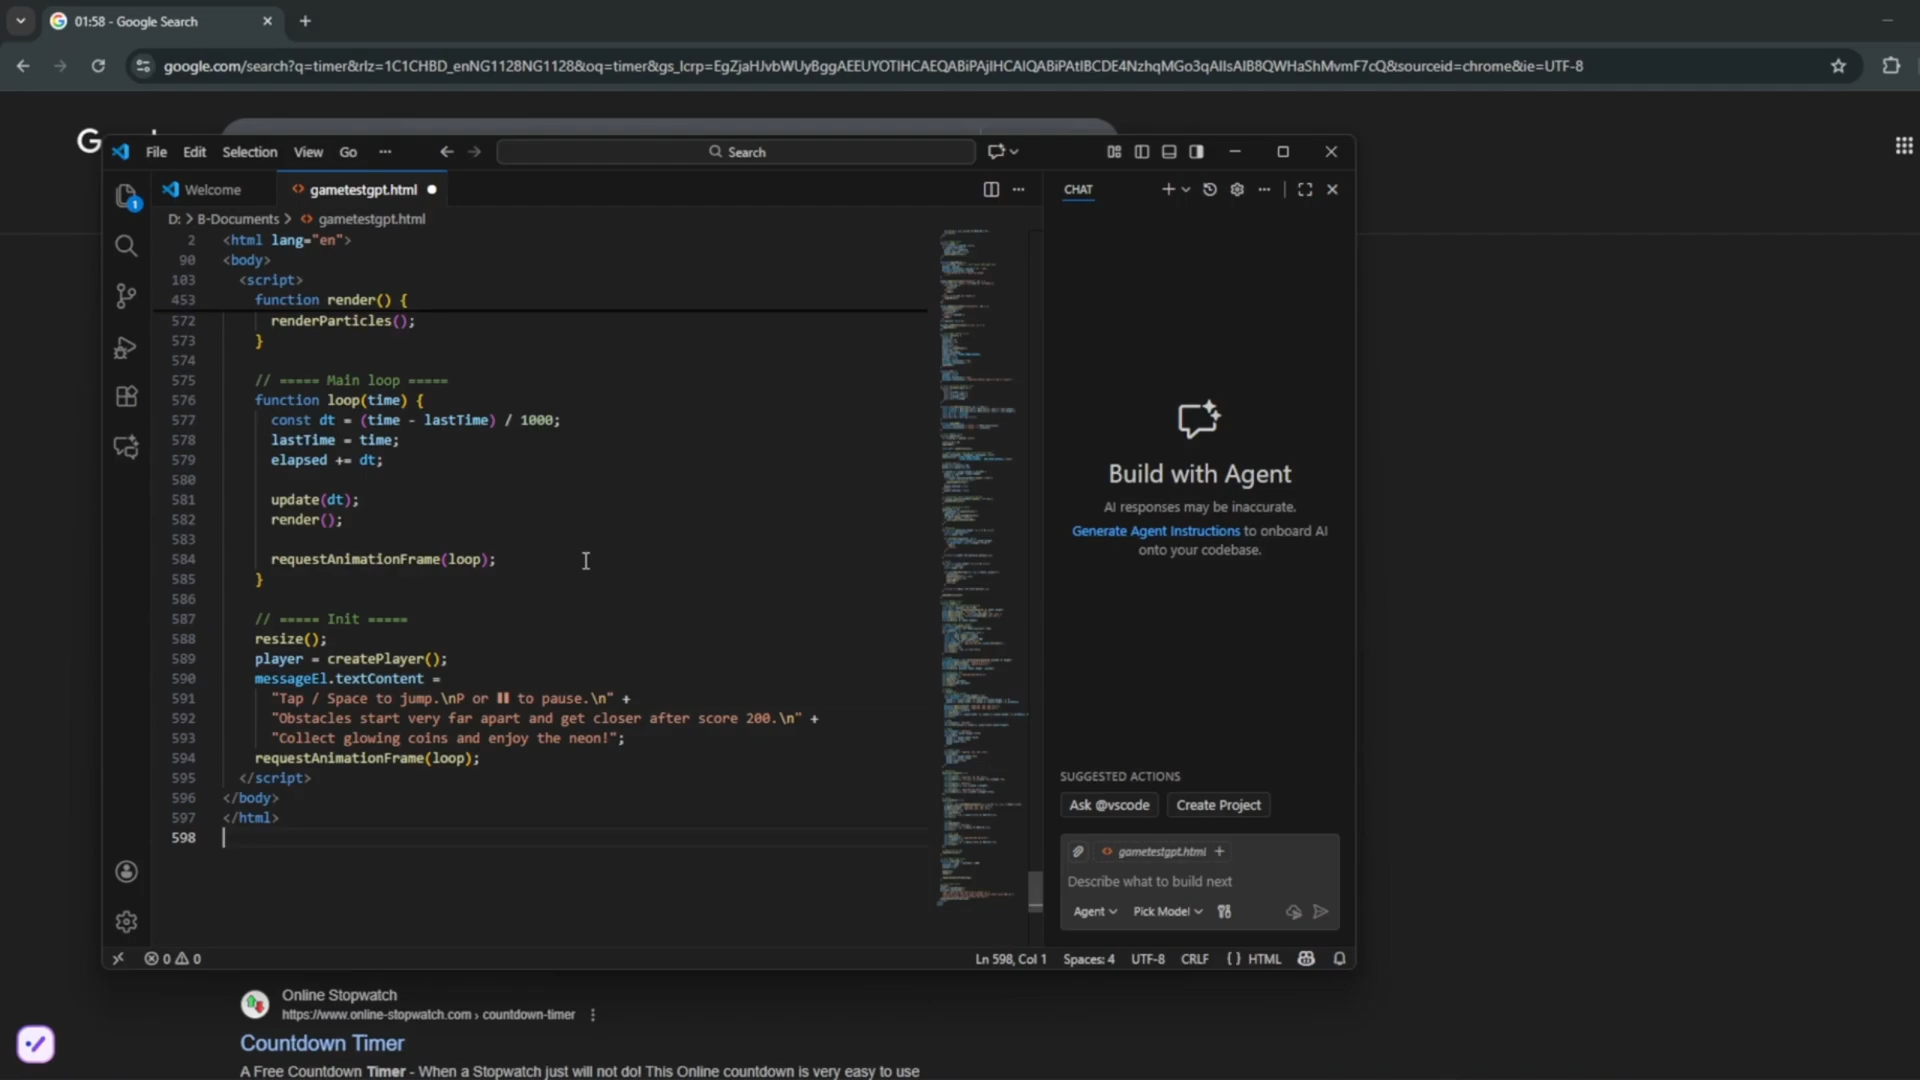 01:58 - Google Search
google.com/search?q=timer&rlz=1C1CHBD_enNG1128NG1128&oq=timer&gs_lcrp=EgZjaHJvbWUyBggAEEUYOTIHCAEQABiPAjIHCAIQABiPAtIBCDE4NzhqMGo3qAIIsAIB8QWHaShMvmF7cQ&sourceid=chrome&ie=UTF-8
G
File Edit Selection View Go ··· Search
Welcome gametestgpt.html
CHAT
1
D: > B-Documents > gametestgpt.html
2 <html lang="en">
90 <body>
103 <script>
453 function render() {
572 renderParticles();
573 }
574
575 // ===== Main loop =====
576 function loop(time) {
577 const dt = (time - lastTime) / 1000;
578 lastTime = time;
579 elapsed += dt;
580
581 update(dt);
582 render();
583
584 requestAnimationFrame(loop);
585 }
586
587 // ===== Init =====
588 resize();
589 player = createPlayer();
590 messageEl.textContent =
591 "Tap / Space to jump.\nP or ⏸ to pause.\n" +
592 "Obstacles start very far apart and get closer after score 200.\n" +
593 "Collect glowing coins and enjoy the neon!";
594 requestAnimationFrame(loop);
595 </script>
596 </body>
597 </html>
598
Build with Agent
AI responses may be inaccurate.
Generate Agent Instructions to onboard AI
onto your codebase.
SUGGESTED ACTIONS
Ask @vscode Create Project
gametestgpt.html +
Describe what to build next
Agent Pick Model
0 0 Ln 598, Col 1 Spaces: 4 UTF-8 CRLF { } HTML
Online Stopwatch
https://www.online-stopwatch.com › countdown-timer
Countdown Timer
A Free Countdown Timer - When a Stopwatch just will not do! This Online countdown is very easy to use